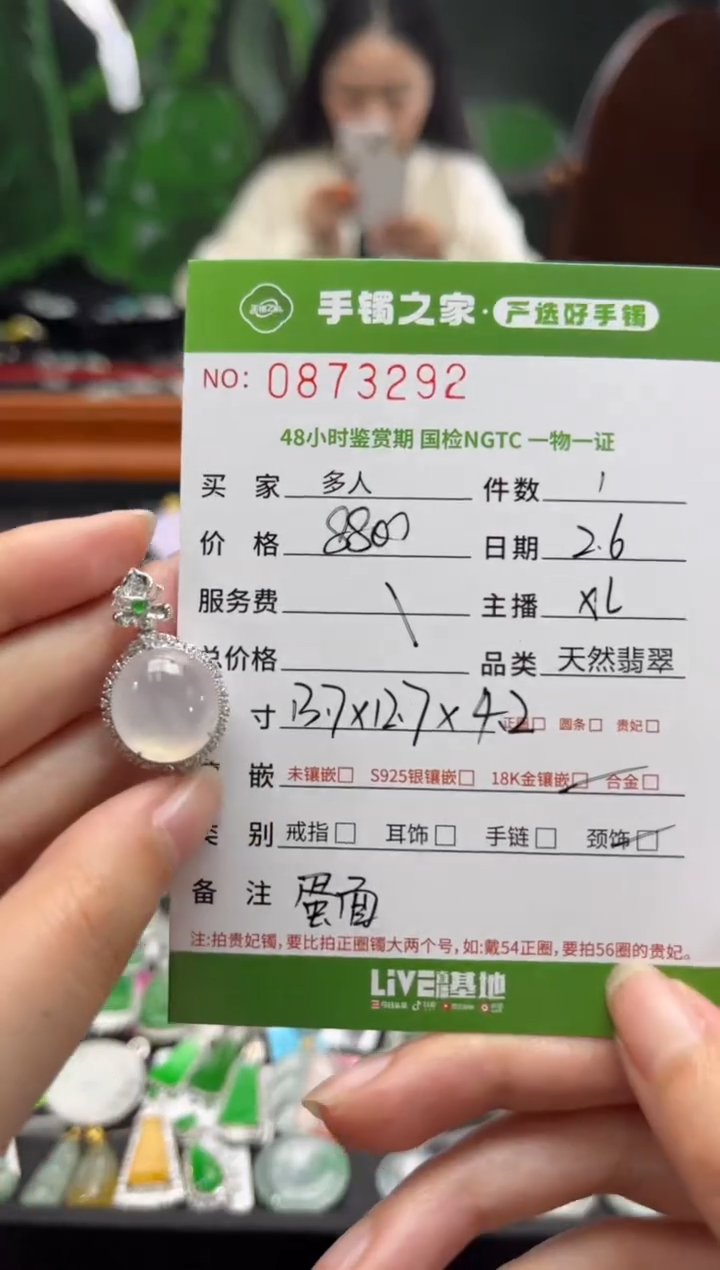 手镯之家·严选好手镯
NO: 0873292
48小时鉴赏期 国检NGTC 一物一证
买 家 多人 件数 1
价 格 8800 日期 2.6
服务费 \ 主播 XL
总价格 品类 天然翡翠
寸 13.7×12.7×4.2 正圈□ 圆条□ 贵妃□
嵌 未镶嵌□ S925银镶嵌□ 18K金镶嵌□ 合金□
类 别 戒指□ 耳饰□ 手链□ 颈饰□
备 注 蛋面
注:拍贵妃镯,要比拍正圈镯大两个号,如:戴54正圈,要拍56圈的贵妃。
LiVE直播基地